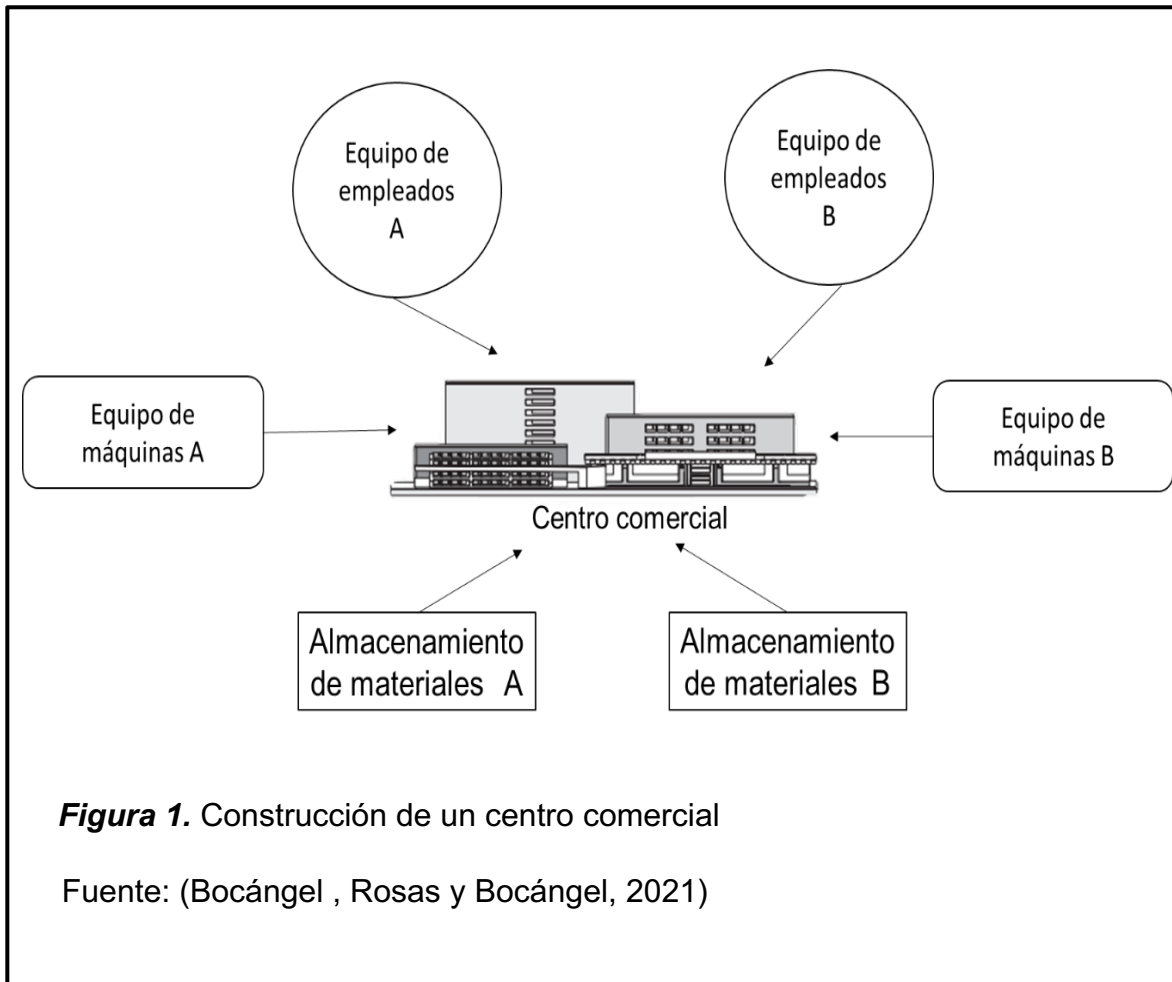 Equipo de
empleados
A
Equipo de
empleados
B
Equipo de
máquinas A
Equipo de
máquinas B
Centro comercial
Almacenamiento
de materiales A
Almacenamiento
de materiales B
Figura 1. Construcción de un centro comercial
Fuente: (Bocángel , Rosas y Bocángel, 2021)